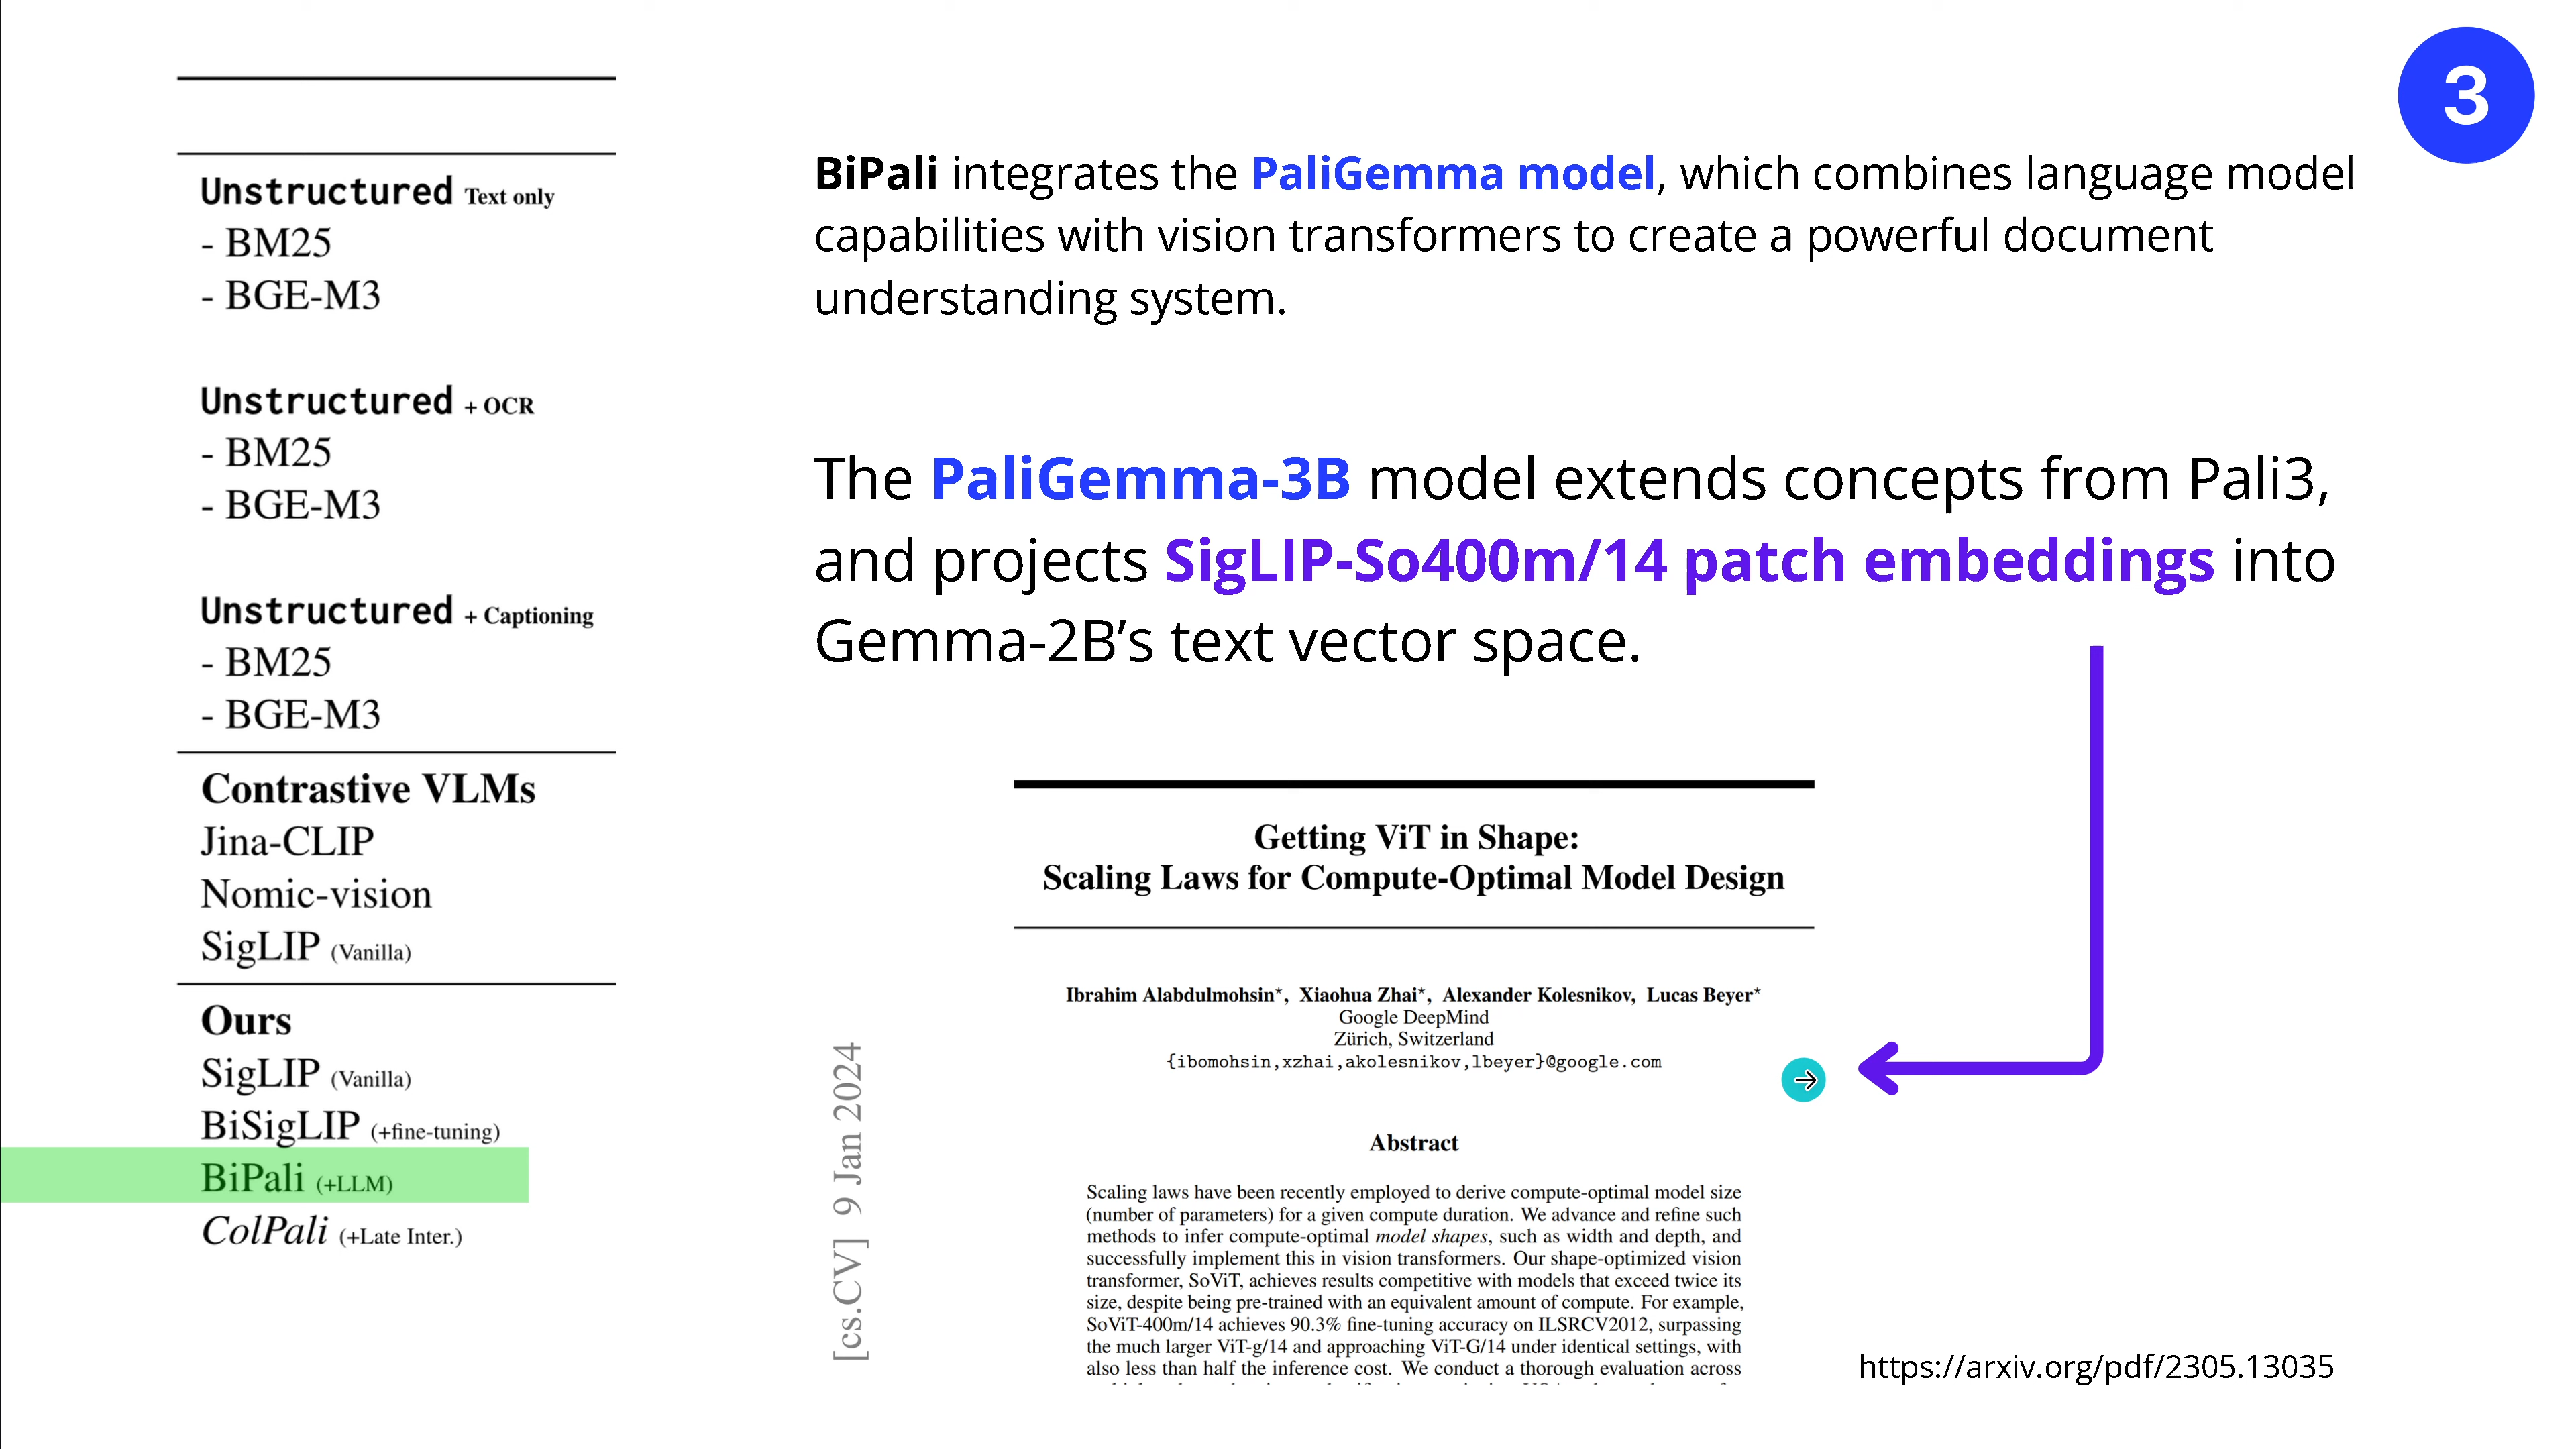 3
Unstructured Text only
- BM25
- BGE-M3
Unstructured + OCR
- BM25
- BGE-M3
Unstructured + Captioning
- BM25
- BGE-M3
Contrastive VLMs
Jina-CLIP
Nomic-vision
SigLIP (Vanilla)
Ours
SigLIP (Vanilla)
BiSigLIP (+fine-tuning)
BiPali (+LLM)
ColPali (+Late Inter.)
BiPali integrates the PaliGemma model, which combines language model
capabilities with vision transformers to create a powerful document
understanding system.
The PaliGemma-3B model extends concepts from Pali3,
and projects SigLIP-So400m/14 patch embeddings into
Gemma-2B’s text vector space.
Getting ViT in Shape:
Scaling Laws for Compute-Optimal Model Design
Ibrahim Alabdulmohsin*, Xiaohua Zhai*, Alexander Kolesnikov, Lucas Beyer*
Google DeepMind
Zürich, Switzerland
{ibomohsin,xzhai,akolesnikov,lbeyer}@google.com
Abstract
Scaling laws have been recently employed to derive compute-optimal model size
(number of parameters) for a given compute duration. We advance and refine such
methods to infer compute-optimal model shapes, such as width and depth, and
successfully implement this in vision transformers. Our shape-optimized vision
transformer, SoViT, achieves results competitive with models that exceed twice its
size, despite being pre-trained with an equivalent amount of compute. For example,
SoViT-400m/14 achieves 90.3% fine-tuning accuracy on ILSRCV2012, surpassing
the much larger ViT-g/14 and approaching ViT-G/14 under identical settings, with
also less than half the inference cost. We conduct a thorough evaluation across
[cs.CV] 9 Jan 2024
https://arxiv.org/pdf/2305.13035